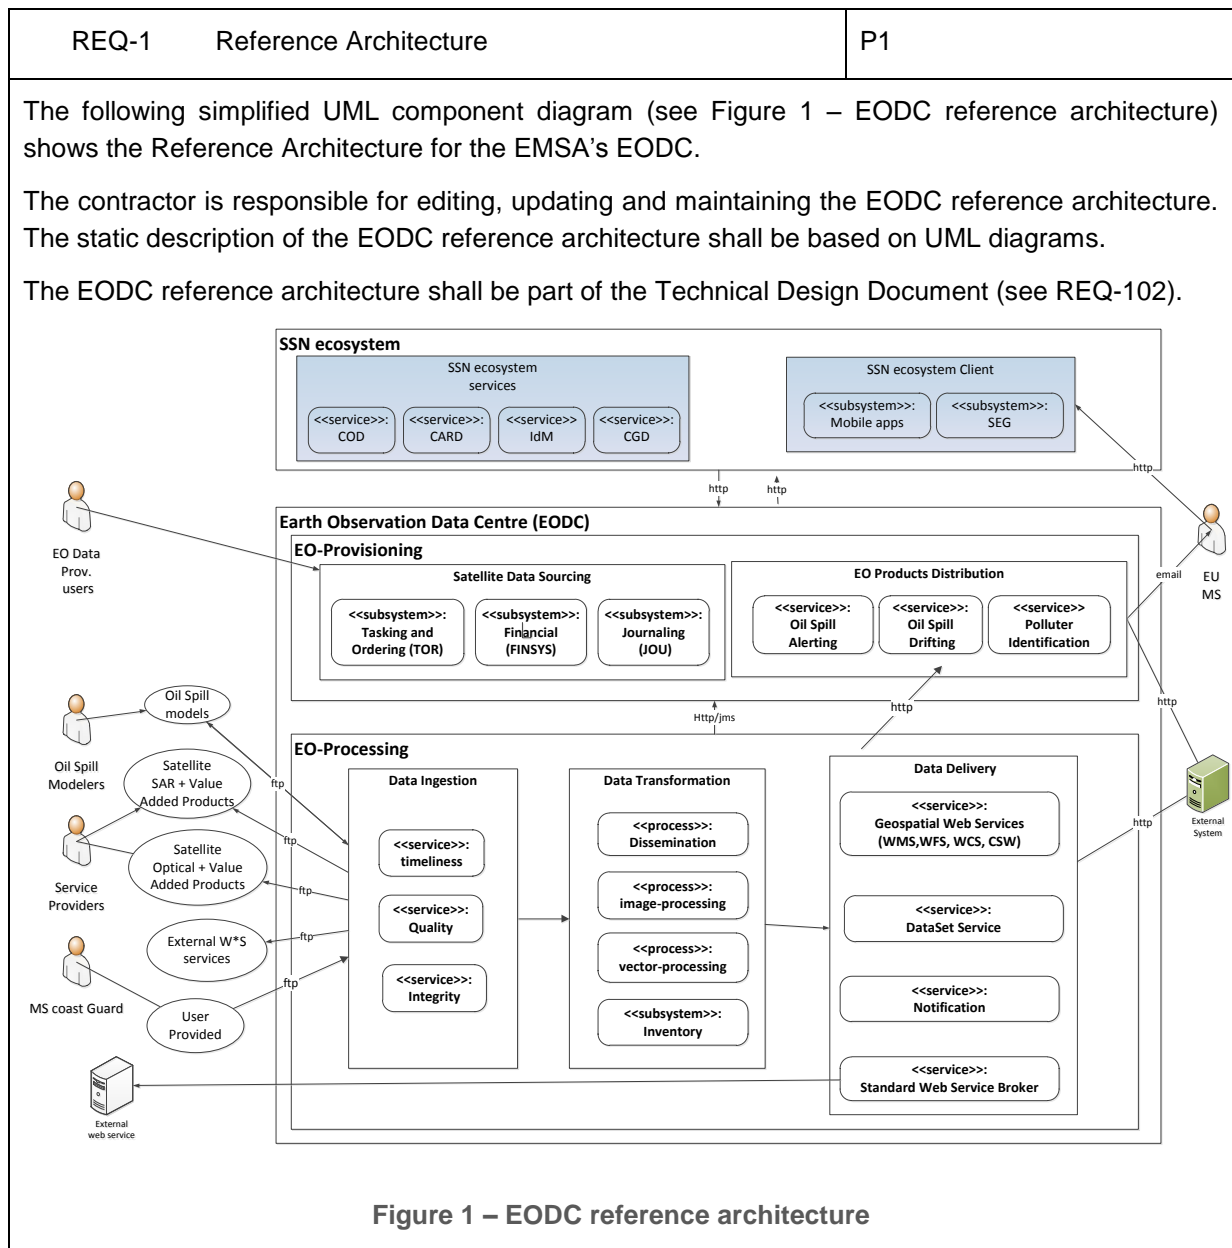 REQ-1 Reference Architecture
P1
The following simplified UML component diagram (see Figure 1 – EODC reference architecture)
shows the Reference Architecture for the EMSA's EODC.
The contractor is responsible for editing, updating and maintaining the EODC reference architecture.
The static description of the EODC reference architecture shall be based on UML diagrams.
The EODC reference architecture shall be part of the Technical Design Document (see REQ-102).
SSN ecosystem
SSN ecosystem
services
<<service>>:
COD
<<service>>:
CARD
<<service>>
IdM
<<service>>:
CGD
SSN ecosystem Client
<<subsystem>>:
Mobile apps
<<subsystem>>:
SEG
http
http
http
EO Data
Prov.
users
EU
MS
Earth Observation Data Centre (EODC)
EO-Provisioning
Satellite Data Sourcing
<<subsystem>>:
Tasking and
Ordering (TOR)
<<subsystem>>:
Financial
(FINSYS)
<<subsystem>>:
Journaling
(JOU)
EO Products Distribution
<<service>>:
Oil Spill
Alerting
<<service>>:
Oil Spill
Drifting
<<service>>
Polluter
Identification
email
http
Http/jms
http
Oil Spill
models
Oil Spill
Modelers
Satellite
SAR + Value
Added Products
Service
Providers
Satellite
Optical + Value
Added Products
External W*S
services
MS coast Guard
User
Provided
ftp
ftp
ftp
ftp
ftp
EO-Processing
Data Ingestion
<<service>>:
timeliness
<<service>>:
Quality
<<service>>:
Integrity
Data Transformation
<<process>>:
Dissemination
<<process>>:
image-processing
<<process>>:
vector-processing
<<subsystem>>:
Inventory
Data Delivery
<<service>>:
Geospatial Web Services
(WMS,WFS, WCS, CSW)
<<service>>:
DataSet Service
<<service>>:
Notification
<<service>>:
Standard Web Service Broker
http
External
System
External
web service
Figure 1 – EODC reference architecture